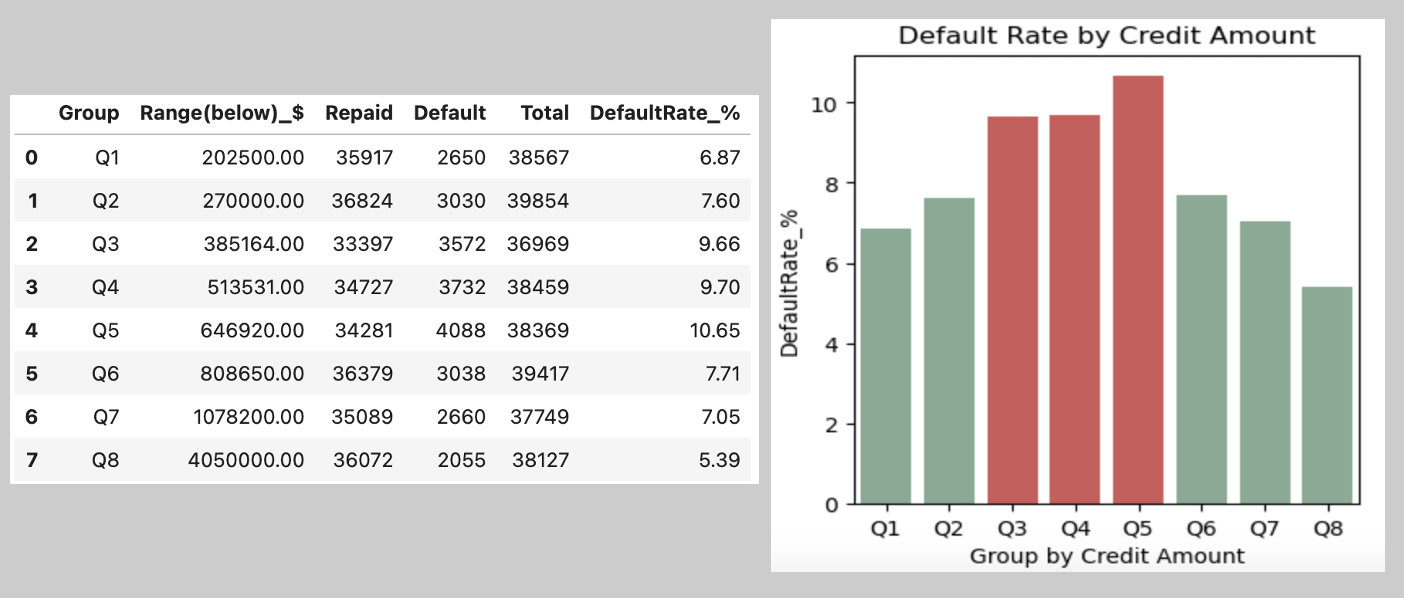 Group Range(below)_$ Repaid Default Total DefaultRate_%
0 Q1 202500.00 35917 2650 38567 6.87
1 Q2 270000.00 36824 3030 39854 7.60
2 Q3 385164.00 33397 3572 36969 9.66
3 Q4 513531.00 34727 3732 38459 9.70
4 Q5 646920.00 34281 4088 38369 10.65
5 Q6 808650.00 36379 3038 39417 7.71
6 Q7 1078200.00 35089 2660 37749 7.05
7 Q8 4050000.00 36072 2055 38127 5.39
Default Rate by Credit Amount
DefaultRate_%
10
8
6
4
2
0
Q1 Q2 Q3 Q4 Q5 Q6 Q7 Q8
Group by Credit Amount